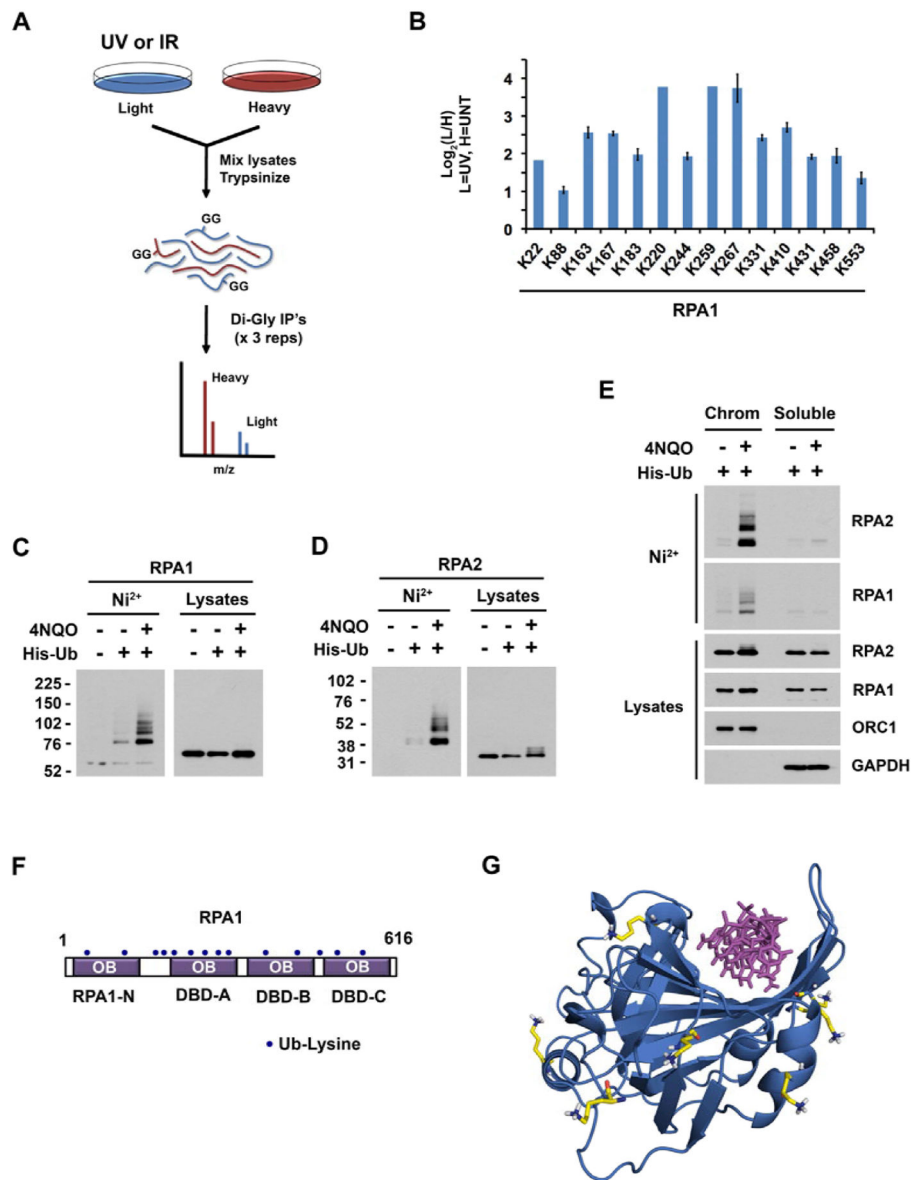 A
UV or IR
Light
Heavy
Mix lysates
Trypsinize
GG
GG
GG
Di-Gly IP's
(x 3 reps)
Heavy
Light
m/z
B
Log2(L/H)
L=UV, H=UNT
4
3
2
1
0
K22 K88 K163 K167 K183 K220 K244 K259 K267 K331 K410 K431 K458 K553
RPA1
C
RPA1
Ni2+ Lysates
4NQO - - + - - +
His-Ub - + + - + +
225 -
150 -
102 -
76 -
52 -
D
RPA2
Ni2+ Lysates
4NQO - - + - - +
His-Ub - + + - + +
102 -
76 -
52 -
38 -
31 -
E
Chrom Soluble
4NQO - + - +
His-Ub + + + +
Ni2+
RPA2
RPA1
Lysates
RPA2
RPA1
ORC1
GAPDH
F
RPA1
1 616
OB OB OB OB
RPA1-N DBD-A DBD-B DBD-C
Ub-Lysine
G